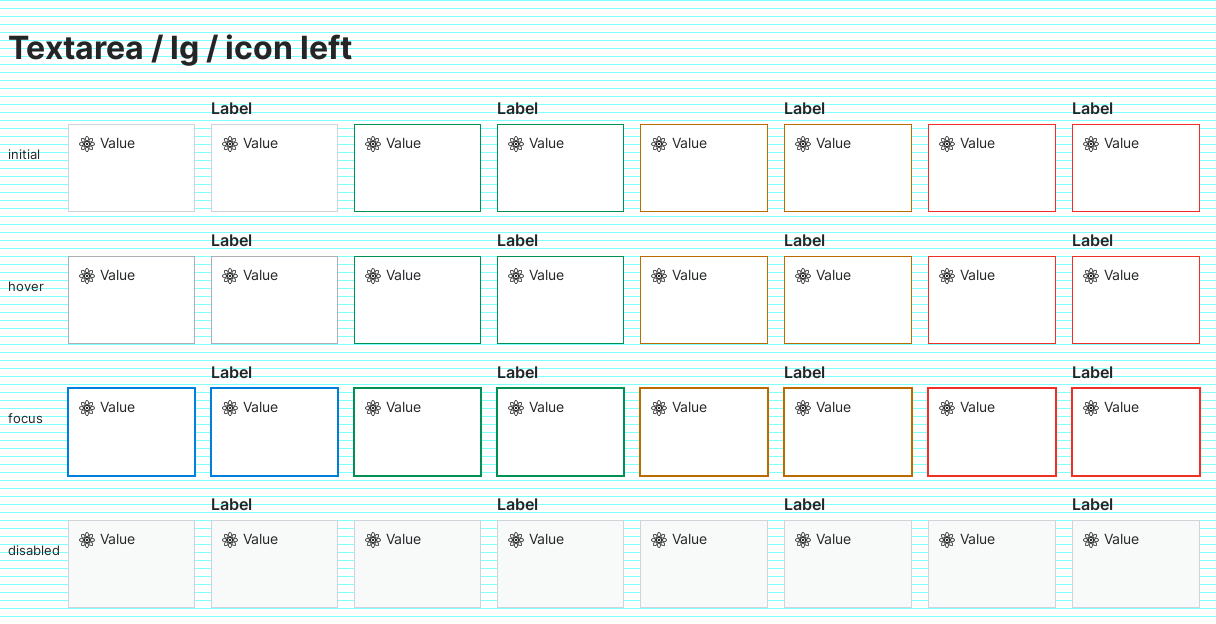 Textarea / lg / icon left
Label Label Label Label
initial Value Value Value Value Value Value Value Value
Label Label Label Label
hover Value Value Value Value Value Value Value Value
Label Label Label Label
focus Value Value Value Value Value Value Value Value
Label Label Label Label
disabled Value Value Value Value Value Value Value Value